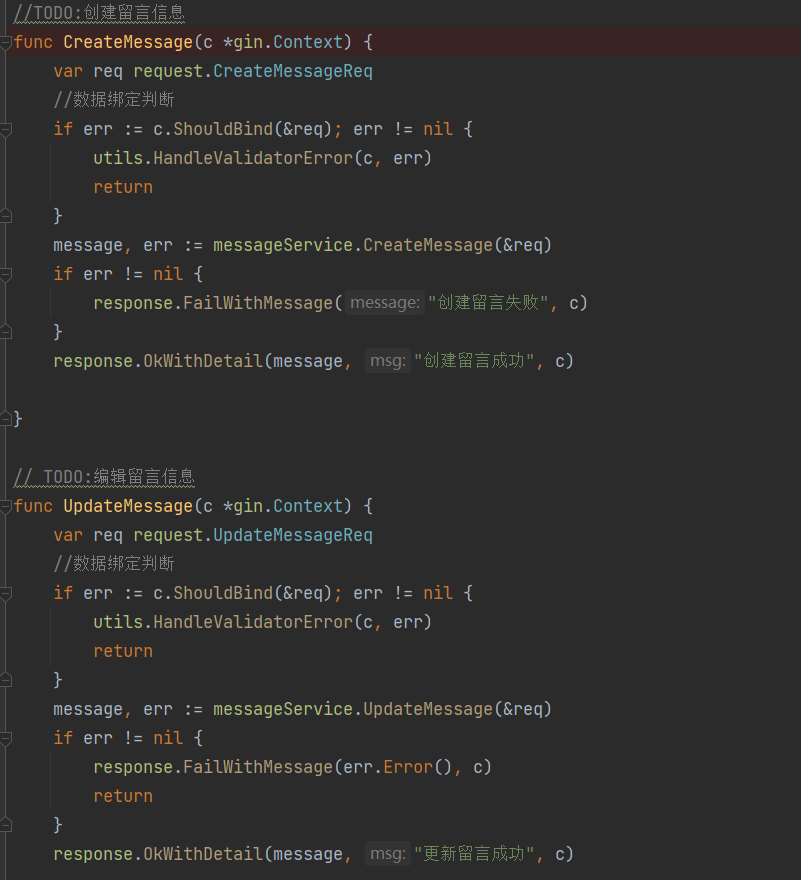 //TODO:创建留言信息
func CreateMessage(c *gin.Context) {
    var req request.CreateMessageReq
    //数据绑定判断
    if err := c.ShouldBind(&req); err != nil {
        utils.HandleValidatorError(c, err)
        return
    }
    message, err := messageService.CreateMessage(&req)
    if err != nil {
        response.FailWithMessage( message: "创建留言失败", c)
    }
    response.OkWithDetail(message, msg: "创建留言成功", c)
}
// TODO:编辑留言信息
func UpdateMessage(c *gin.Context) {
    var req request.UpdateMessageReq
    //数据绑定判断
    if err := c.ShouldBind(&req); err != nil {
        utils.HandleValidatorError(c, err)
        return
    }
    message, err := messageService.UpdateMessage(&req)
    if err != nil {
        response.FailWithMessage(err.Error(), c)
        return
    }
    response.OkWithDetail(message, msg: "更新留言成功", c)